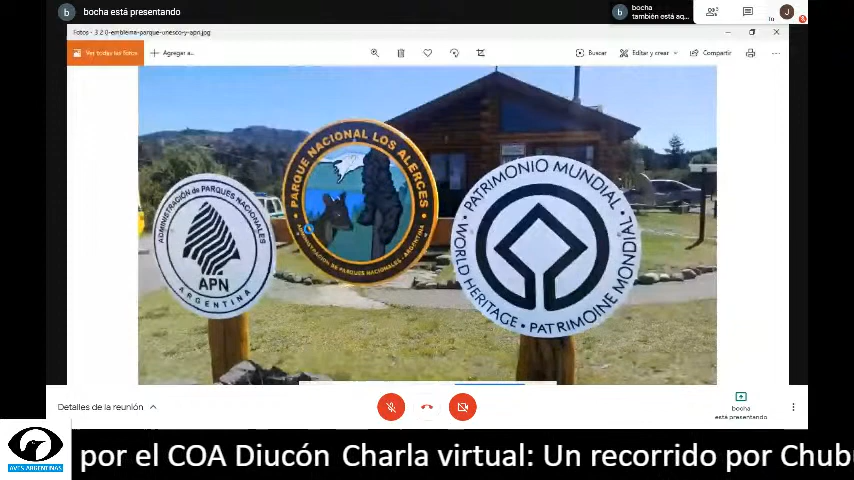 b bocha está presentando
b bocha
también está aq...
Tu
J
Fotos - 3.2.0-emblema-parque-unesco-y-apn.jpg
Ver todas las fotos
Agregar a...
Buscar
Editar y crear
Compartir
ADMINISTRACIÓN de PARQUES NACIONALES
APN
ARGENTINA
PARQUE NACIONAL LOS ALERCES
ADMINISTRACION DE PARQUES NACIONALES - ARGENTINA
PATRIMONIO MUNDIAL
WORLD HERITAGE • PATRIMOINE MONDIAL
Detalles de la reunión
bocha
está presentando
AVES ARGENTINAS
por el COA Diucón Charla virtual: Un recorrido por Chubu